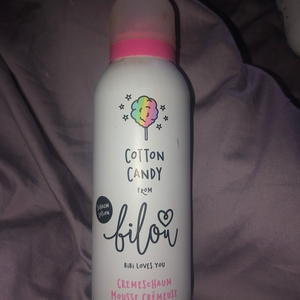 COTTON
CANDY
FROM
bilou
BIBI LOVES YOU
CREMESCHAUM
MOUSSE CRÉMEUSE